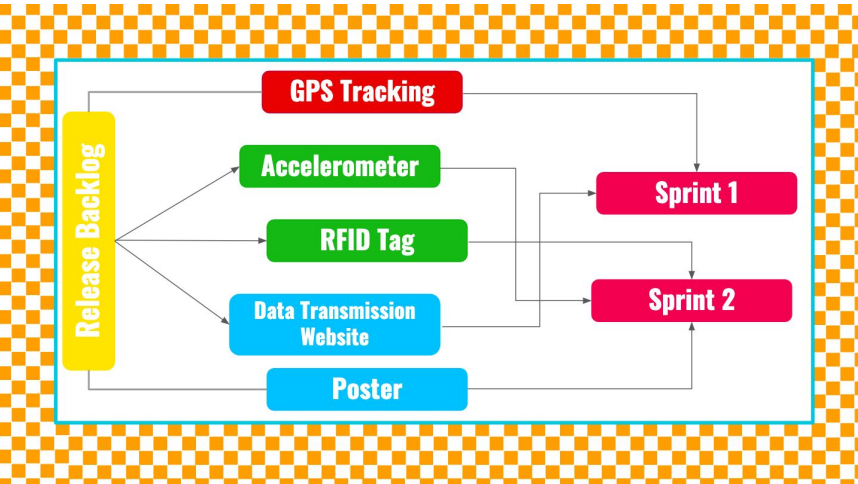 GPS Tracking
Release Backlog
Accelerometer
Sprint 1
RFID Tag
Data Transmission
Website
Sprint 2
Poster